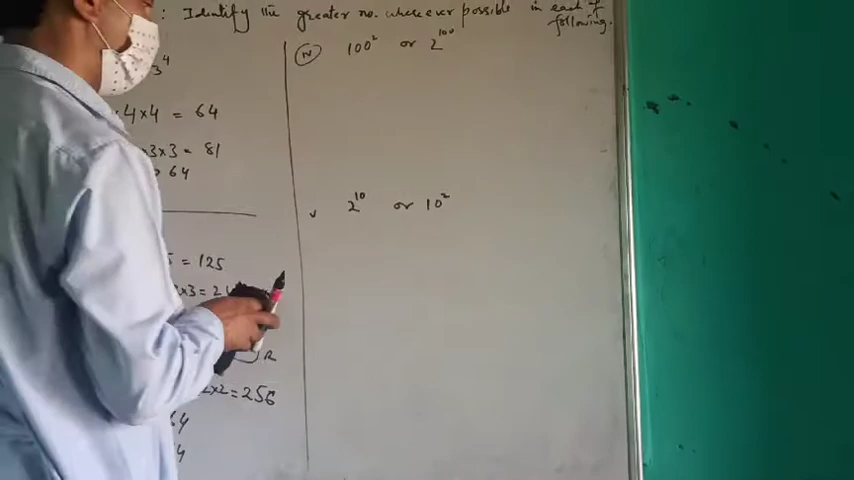 : Identify the greater no. wherever possible in each of following.
3⁴
4×4 = 64
3×3 = 81
> 64
= 125
×3 = 24
R
2×2 = 256
64
4
(iv) 100² or 2¹⁰⁰
v 2¹⁰ or 10²